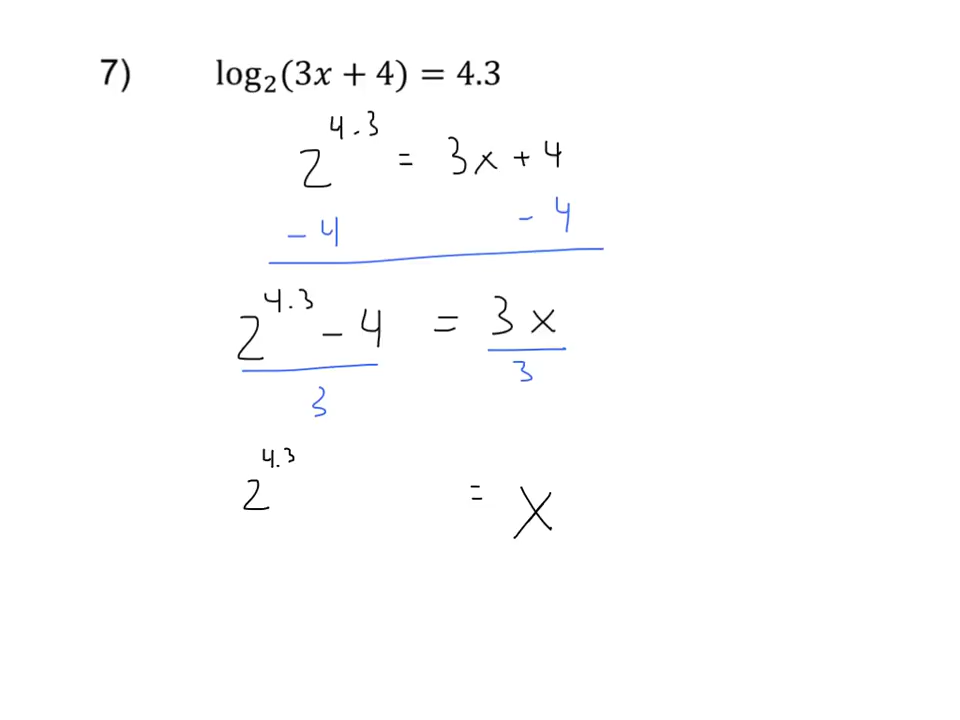 7) log₂(3x + 4) = 4.3
2^4.3 = 3x + 4
- 4 - 4
2^4.3 - 4 = 3x
3 3
2^4.3 = x